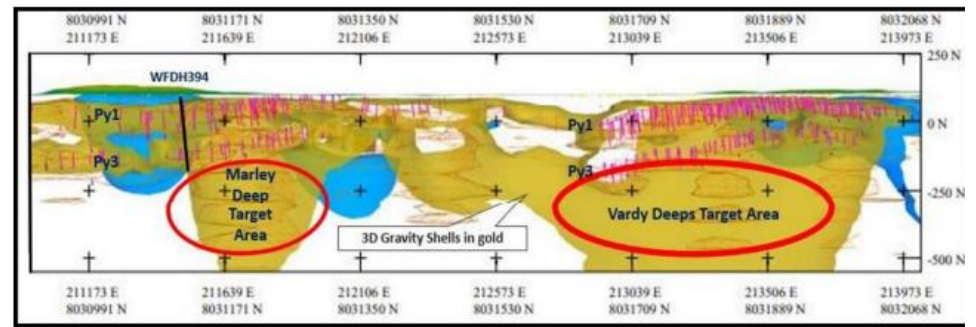 8030991 N 8031171 N 8031350 N 8031530 N 8031709 N 8031889 N 8032068 N
211173 E 211639 E 212106 E 212573 E 213039 E 213506 E 213973 E
250 N
WFDH394
Py1
Py1
0 N
Py3
Py3
Marley
Deep
Target
Area
Vardy Deeps Target Area
-250 N
3D Gravity Shells in gold
-500 N
211173 E 211639 E 212106 E 212573 E 213039 E 213506 E 213973 E
8030991 N 8031171 N 8031350 N 8031530 N 8031709 N 8031889 N 8032068 N